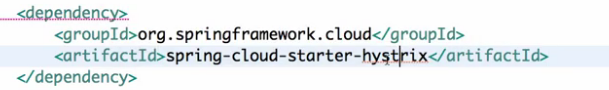 <dependency>
<groupId>org.springframework.cloud</groupId>
<artifactId>spring-cloud-starter-hystrix</artifactId>
</dependency>